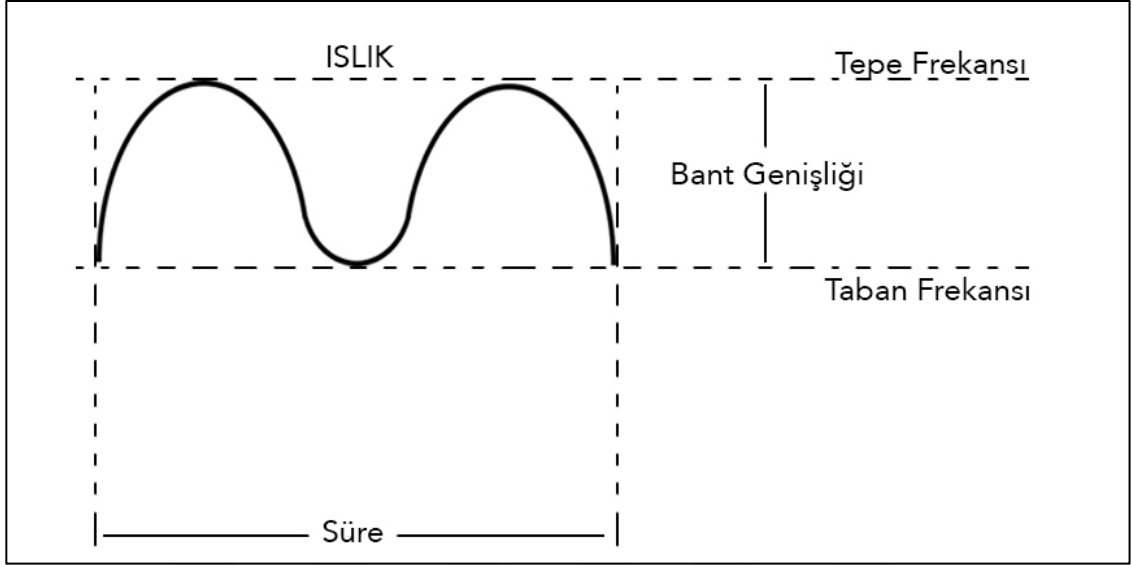 ISLIK
Tepe Frekansı
Bant Genişliği
Taban Frekansı
Süre